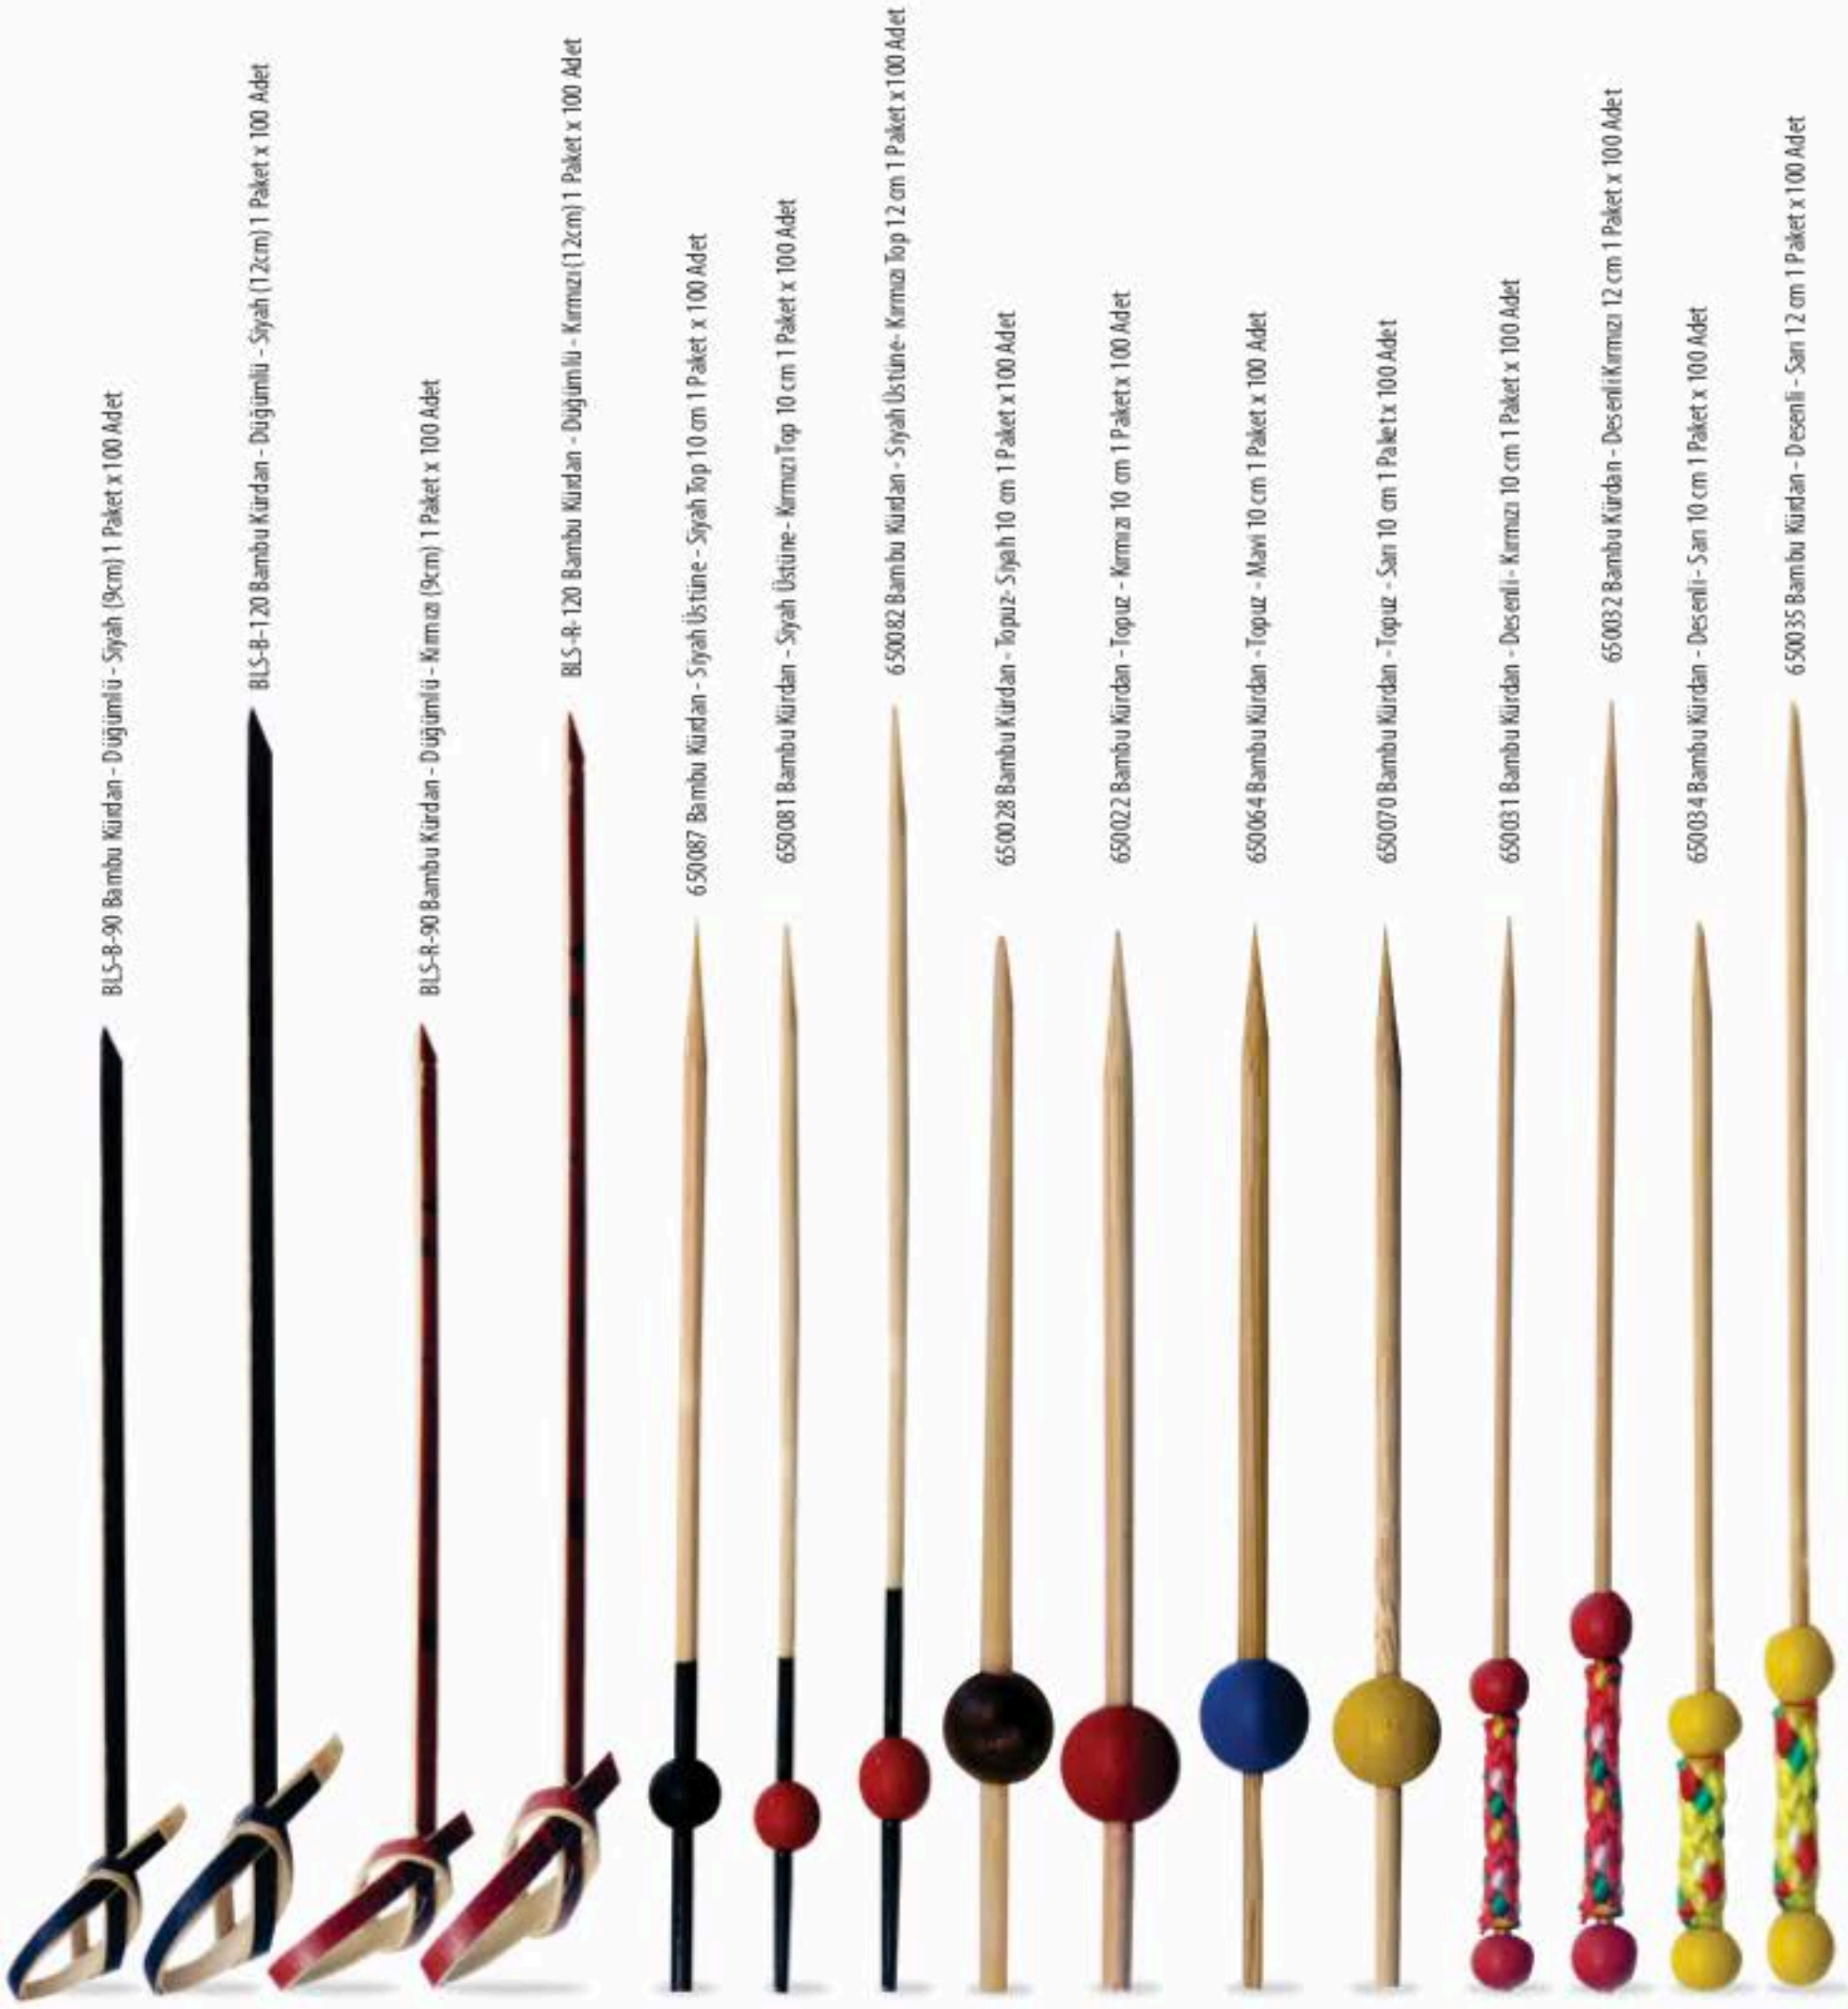 BLS-B-90 Bambu Kürdan - Düğümlü - Siyah (9cm) 1 Paket x 100 Adet
BLS-B-120 Bambu Kürdan - Düğümlü - Siyah (12cm) 1 Paket x 100 Adet
BLS-R-90 Bambu Kürdan - Düğümlü - Kırmızı (9cm) 1 Paket x 100 Adet
BLS-R-120 Bambu Kürdan - Düğümlü - Kırmızı (12cm) 1 Paket x 100 Adet
650087 Bambu Kürdan - Siyah Üstüne - Siyah Top 10 cm 1 Paket x 100 Adet
650081 Bambu Kürdan - Siyah Üstüne - Kırmızı Top 10 cm 1 Paket x 100 Adet
650082 Bambu Kürdan - Siyah Üstüne- Kırmızı Top 12 cm 1 Paket x 100 Adet
650028 Bambu Kürdan - Topuz- Siyah 10 cm 1 Paket x 100 Adet
650022 Bambu Kürdan - Topuz - Kırmızı 10 cm 1 Paket x 100 Adet
650064 Bambu Kürdan - Topuz - Mavi 10 cm 1 Paket x 100 Adet
650070 Bambu Kürdan - Topuz - Sarı 10 cm 1 Paket x 100 Adet
650031 Bambu Kürdan - Desenli - Kırmızı 10 cm 1 Paket x 100 Adet
650032 Bambu Kürdan - Desenli Kırmızı 12 cm 1 Paket x 100 Adet
650034 Bambu Kürdan - Desenli - Sarı 10 cm 1 Paket x 100 Adet
650035 Bambu Kürdan - Desenli - Sarı 12 cm 1 Paket x 100 Adet